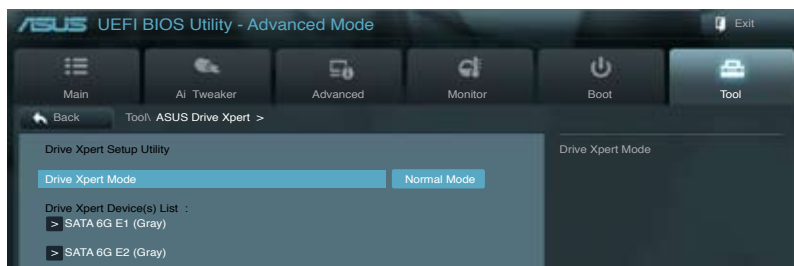 ASUS UEFI BIOS Utility - Advanced Mode
Exit
Main
Ai Tweaker
Advanced
Monitor
Boot
Tool
Back
Tool\ ASUS Drive Xpert >
Drive Xpert Setup Utility
Drive Xpert Mode
Drive Xpert Mode
Normal Mode
Drive Xpert Device(s) List :
> SATA 6G E1 (Gray)
> SATA 6G E2 (Gray)